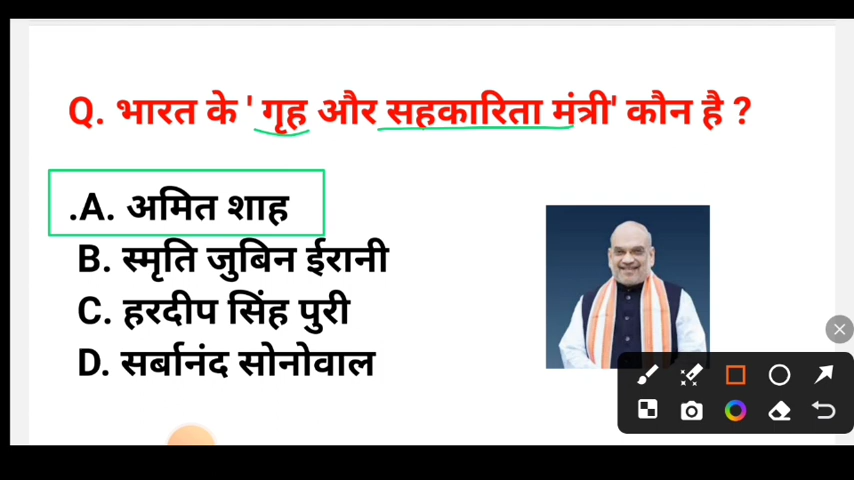 Q. भारत के ' गृह और सहकारिता मंत्री' कौन है ?
.A. अमित शाह
B. स्मृति जुबिन ईरानी
C. हरदीप सिंह पुरी
D. सर्बानंद सोनोवाल